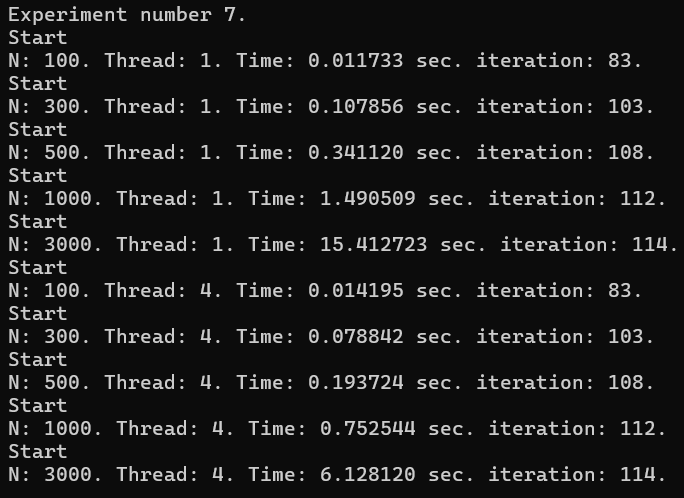 Experiment number 7.
Start
N: 100. Thread: 1. Time: 0.011733 sec. iteration: 83.
Start
N: 300. Thread: 1. Time: 0.107856 sec. iteration: 103.
Start
N: 500. Thread: 1. Time: 0.341120 sec. iteration: 108.
Start
N: 1000. Thread: 1. Time: 1.490509 sec. iteration: 112.
Start
N: 3000. Thread: 1. Time: 15.412723 sec. iteration: 114.
Start
N: 100. Thread: 4. Time: 0.014195 sec. iteration: 83.
Start
N: 300. Thread: 4. Time: 0.078842 sec. iteration: 103.
Start
N: 500. Thread: 4. Time: 0.193724 sec. iteration: 108.
Start
N: 1000. Thread: 4. Time: 0.752544 sec. iteration: 112.
Start
N: 3000. Thread: 4. Time: 6.128120 sec. iteration: 114.